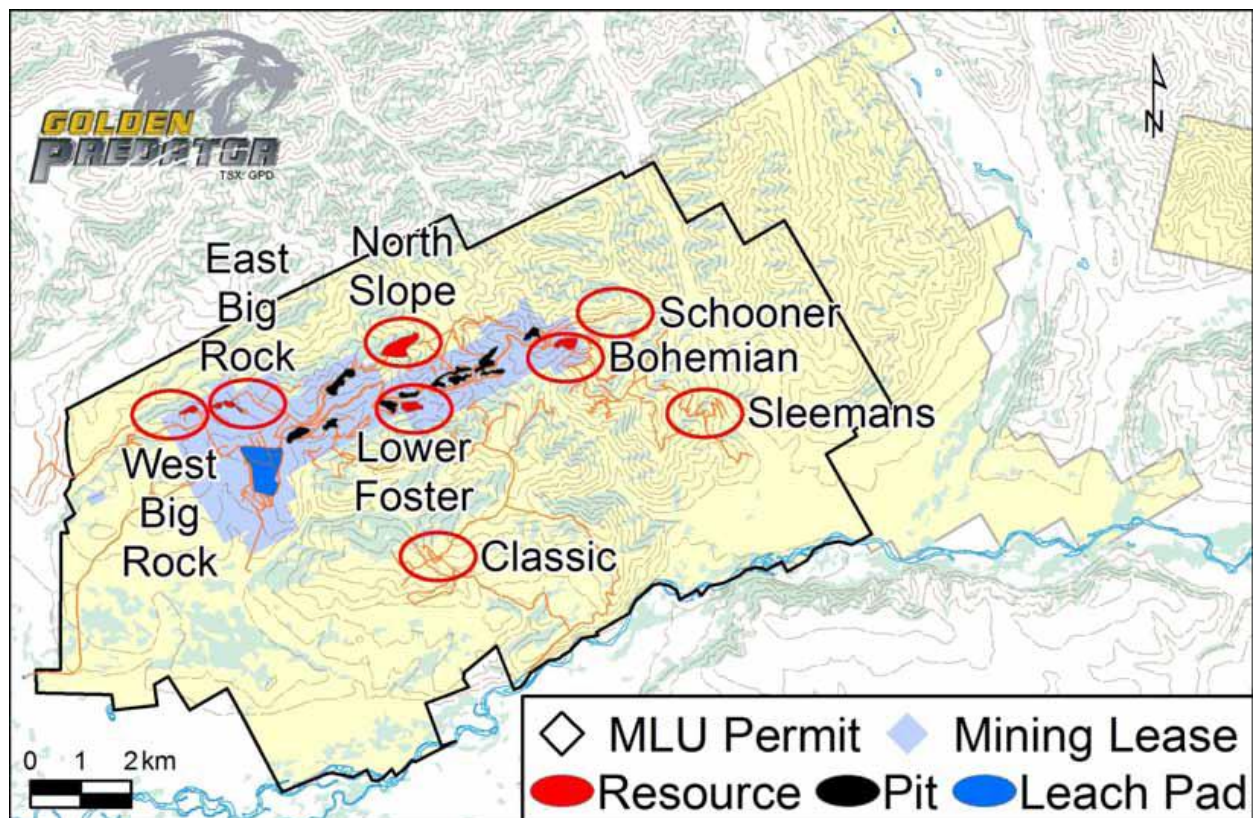 GOLDEN
PREDATOR
TSX: GPD
N
East
Big
Rock
North
Slope
Schooner
Bohemian
Sleemans
West
Big
Rock
Lower
Foster
Classic
0 1 2 km
MLU Permit Mining Lease
Resource Pit Leach Pad